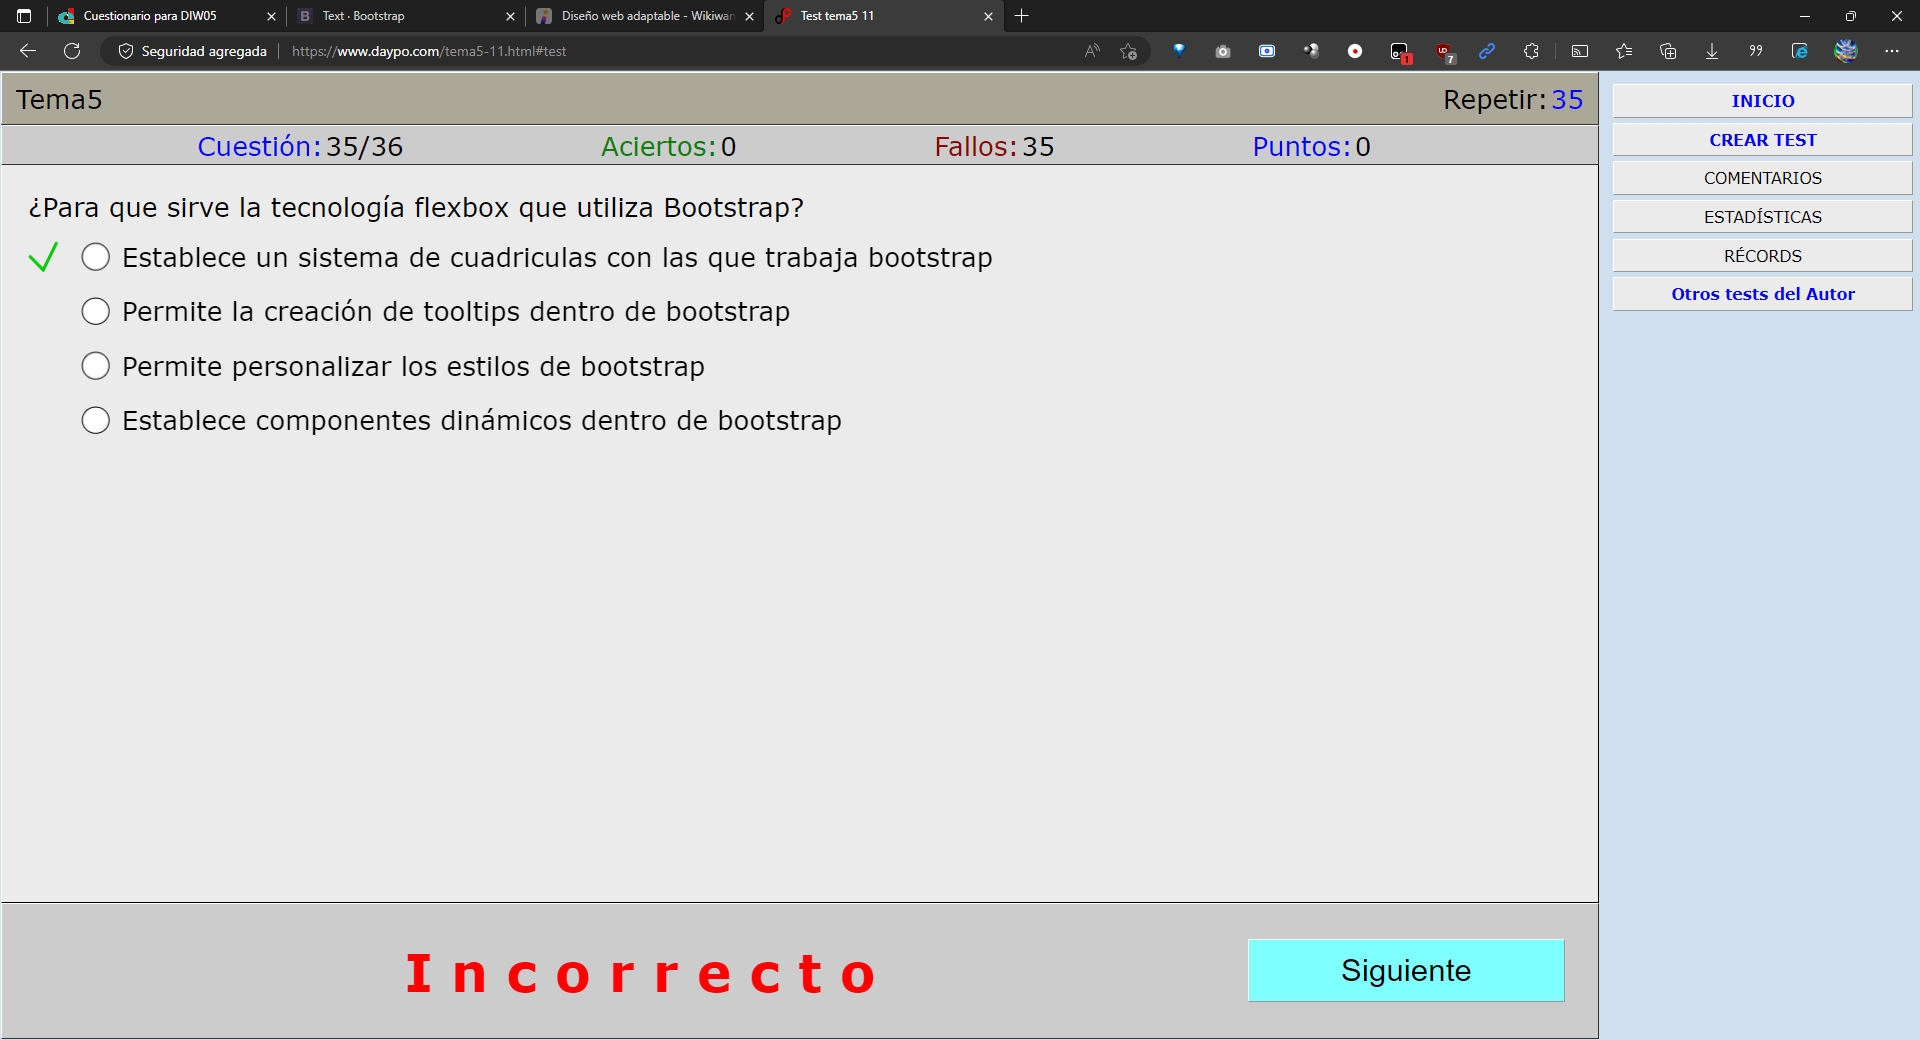 Cuestionario para DIW05
Text · Bootstrap
Diseño web adaptable - Wikiwan
Test tema5 11
Seguridad agregada
https://www.daypo.com/tema5-11.html#test
1
7
Tema5
Repetir: 35
Cuestión: 35/36
Aciertos: 0
Fallos: 35
Puntos: 0
¿Para que sirve la tecnología flexbox que utiliza Bootstrap?
Establece un sistema de cuadriculas con las que trabaja bootstrap
Permite la creación de tooltips dentro de bootstrap
Permite personalizar los estilos de bootstrap
Establece componentes dinámicos dentro de bootstrap
Incorrecto
Siguiente
INICIO
CREAR TEST
COMENTARIOS
ESTADÍSTICAS
RÉCORDS
Otros tests del Autor